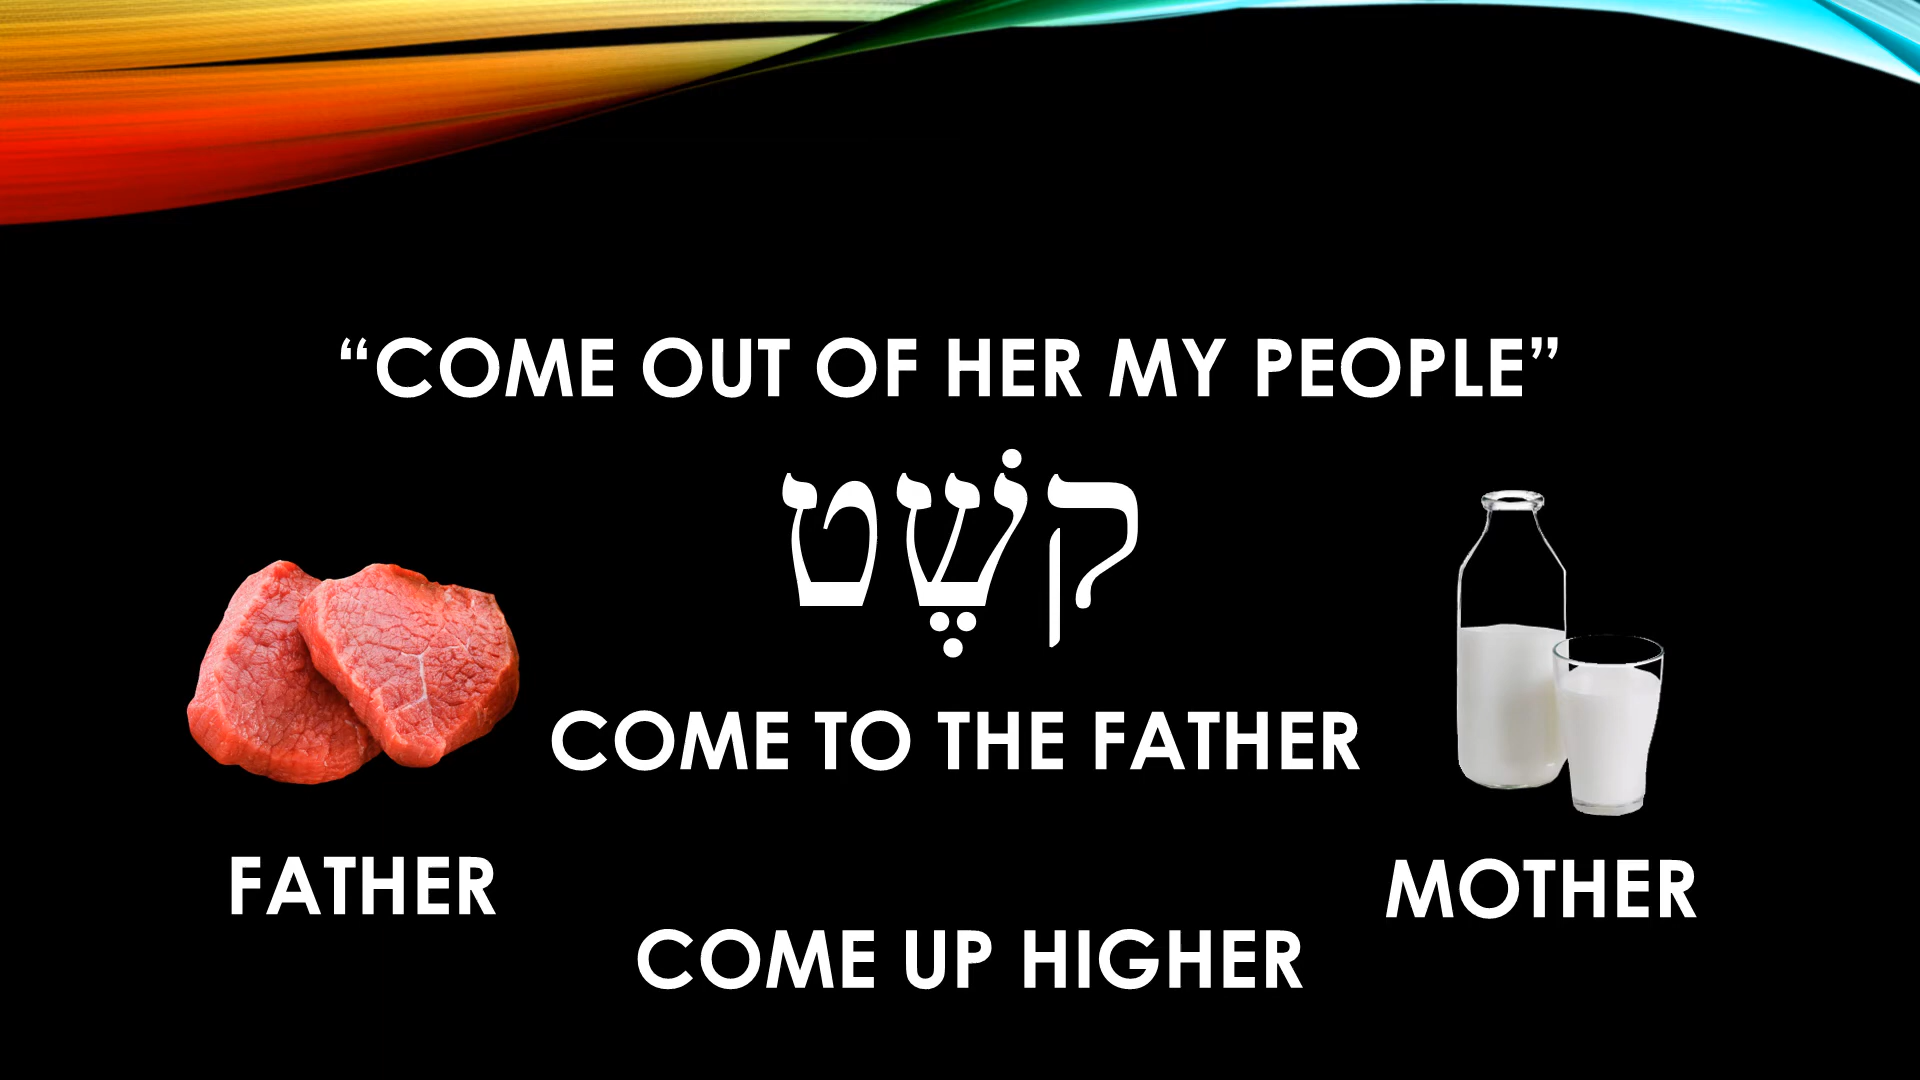 “COME OUT OF HER MY PEOPLE”
קֹשֶׁט
COME TO THE FATHER
FATHER
MOTHER
COME UP HIGHER